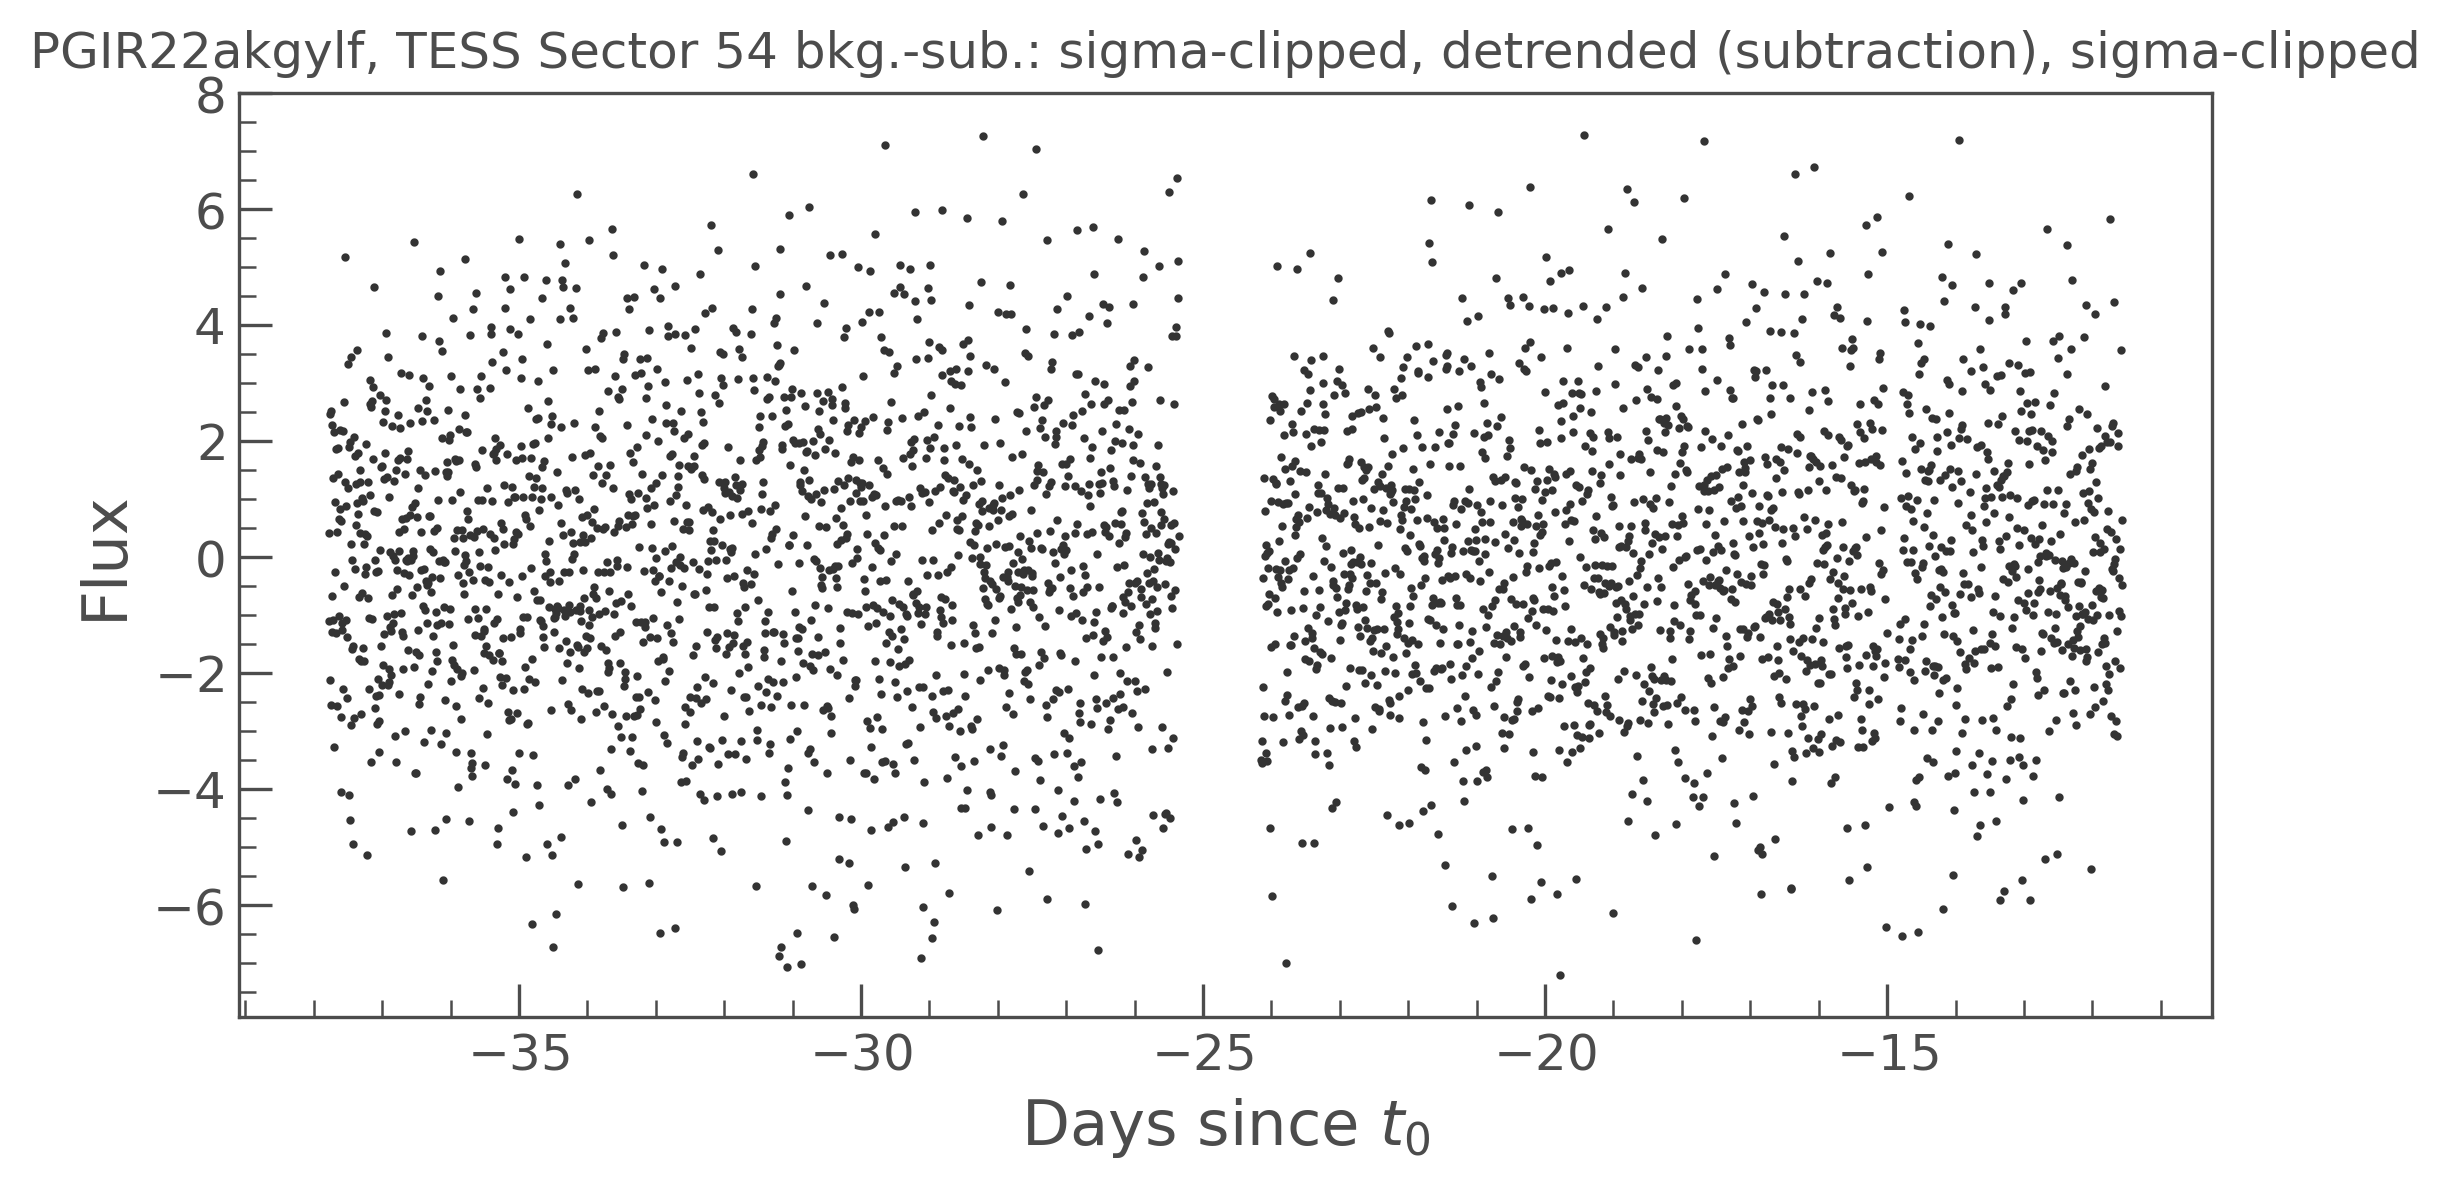 PGIR22akgylf, TESS Sector 54 bkg.-sub.: sigma-clipped, detrended (subtraction), sigma-clipped
8
6
4
2
0
−2
−4
−6
Flux
−35 −30 −25 −20 −15
Days since t₀